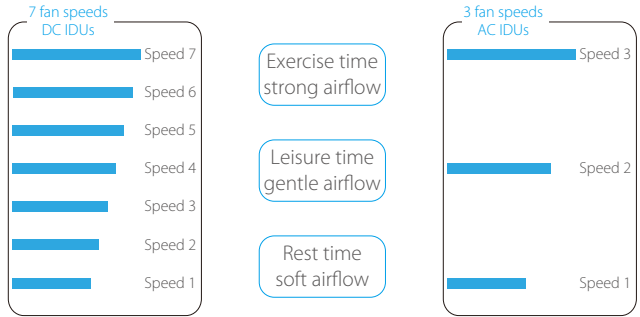 7 fan speeds
DC IDUs
Speed 7
Speed 6
Speed 5
Speed 4
Speed 3
Speed 2
Speed 1
Exercise time
strong airflow
Leisure time
gentle airflow
Rest time
soft airflow
3 fan speeds
AC IDUs
Speed 3
Speed 2
Speed 1